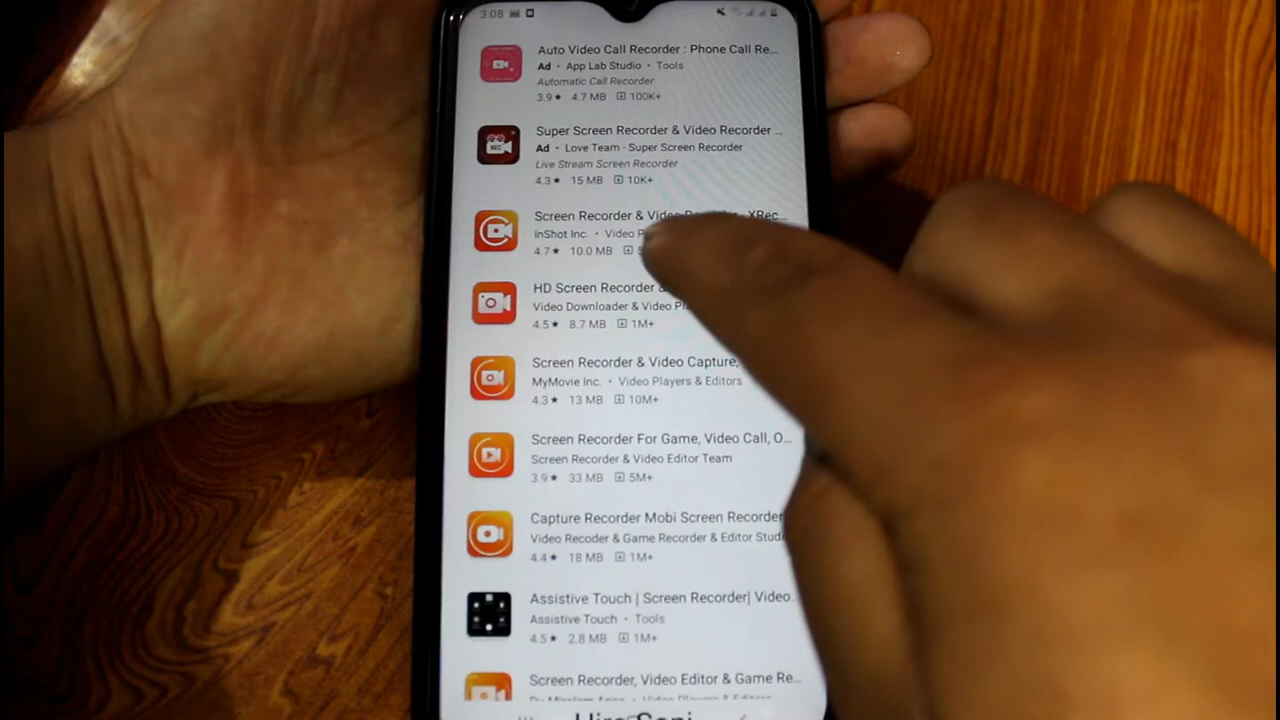 3.08
Auto Video Call Recorder : Phone Call Re...
Ad • App Lab Studio • Tools
Automatic Call Recorder
3.9★ 4.7 MB 100K+
Super Screen Recorder & Video Recorder ...
Ad • Love Team - Super Screen Recorder
REC
Live Stream Screen Recorder
4.3★ 15 MB 10K+
Screen Recorder & Video XRec...
InShot Inc. • Video
4.7★ 10.0 MB
HD Screen Recorder
Video Downloader & Video
4.5★ 8.7 MB 1M+
Screen Recorder & Video Capture,
MyMovie Inc. • Video Players & Editors
4.3★ 13 MB 10M+
Screen Recorder For Game, Video Call, O...
Screen Recorder & Video Editor Team
3.9★ 33 MB 5M+
Capture Recorder Mobi Screen Recorder
Video Recoder & Game Recorder & Editor
4.4★ 18 MB 1M+
Assistive Touch | Screen Recorder| Video...
Assistive Touch • Tools
4.5★ 2.8 MB 1M+
Screen Recorder, Video Editor & Game Re...